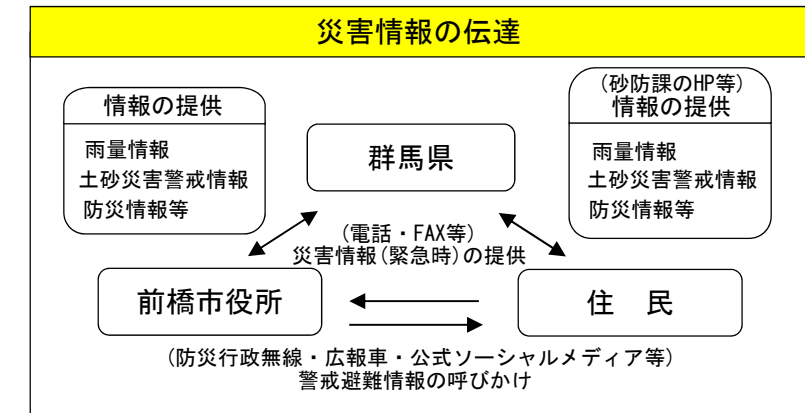 災害情報の伝達
情報の提供
雨量情報
土砂災害警戒情報
防災情報等
群馬県
(砂防課のHP等)
情報の提供
雨量情報
土砂災害警戒情報
防災情報等
(電話・FAX等)
災害情報(緊急時)の提供
前橋市役所
住　民
(防災行政無線・広報車・公式ソーシャルメディア等)
警戒避難情報の呼びかけ